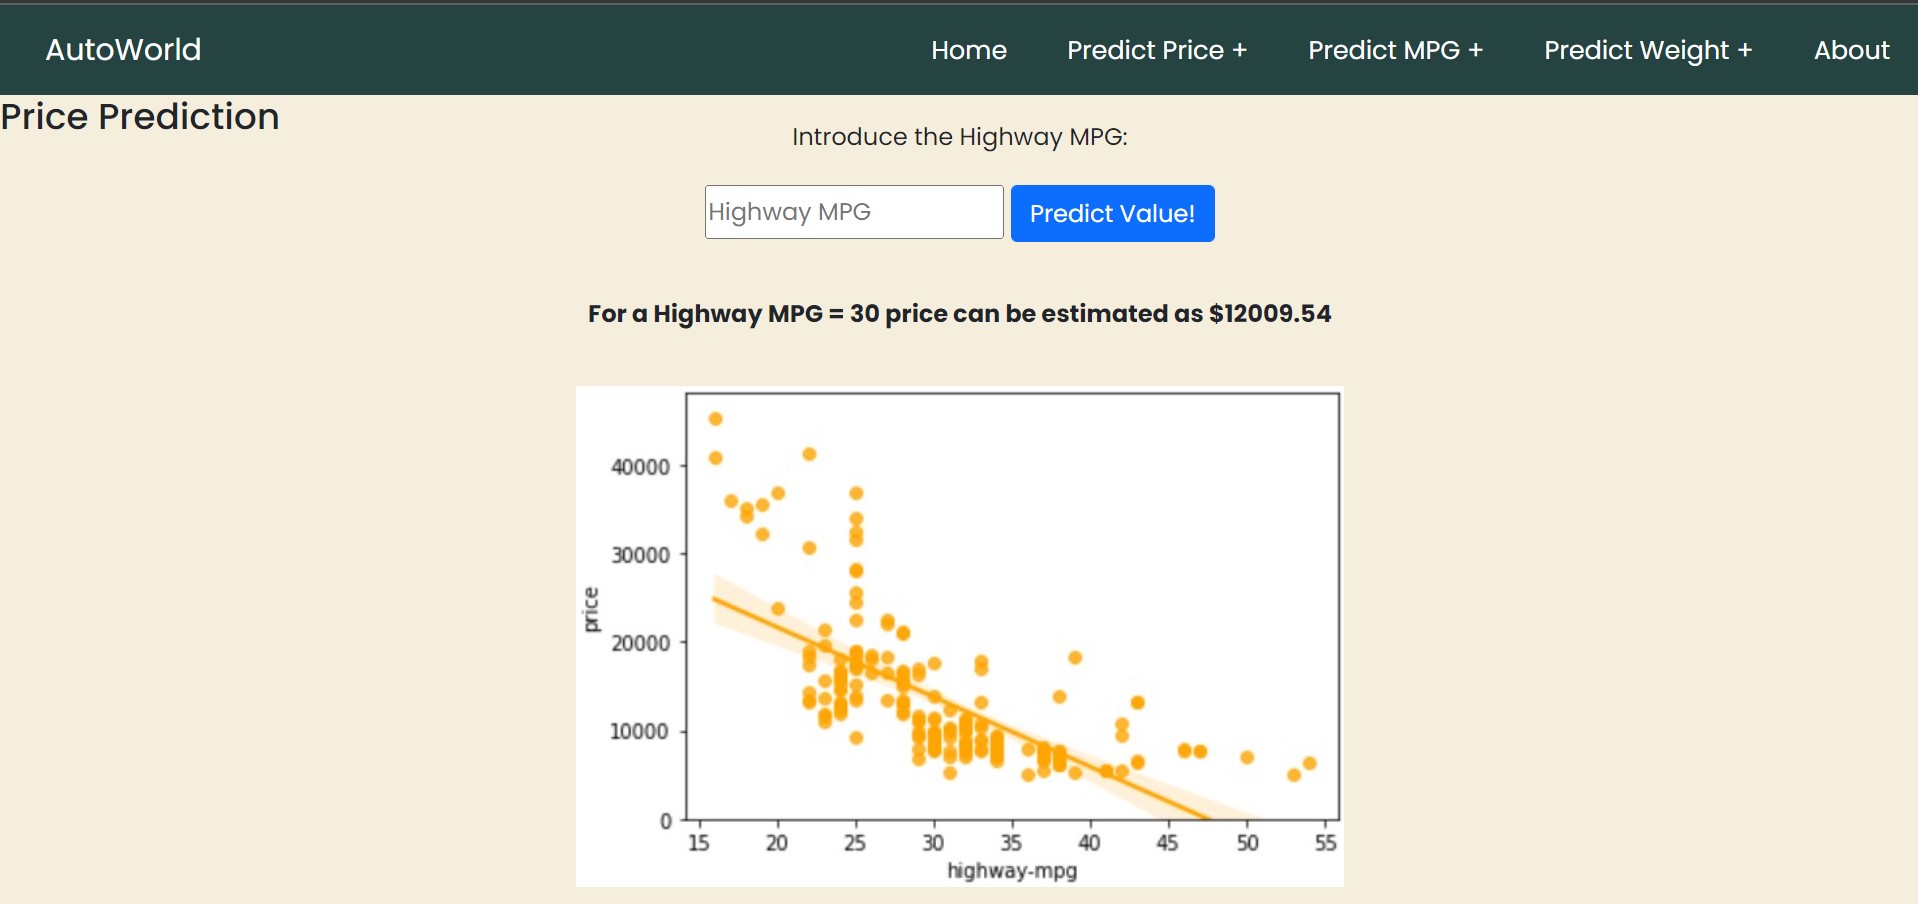 AutoWorld Home Predict Price + Predict MPG + Predict Weight + About
Price Prediction
Introduce the Highway MPG:
Highway MPG Predict Value!
For a Highway MPG = 30 price can be estimated as $12009.54
40000
30000
price
20000
10000
0
15 20 25 30 35 40 45 50 55
highway-mpg